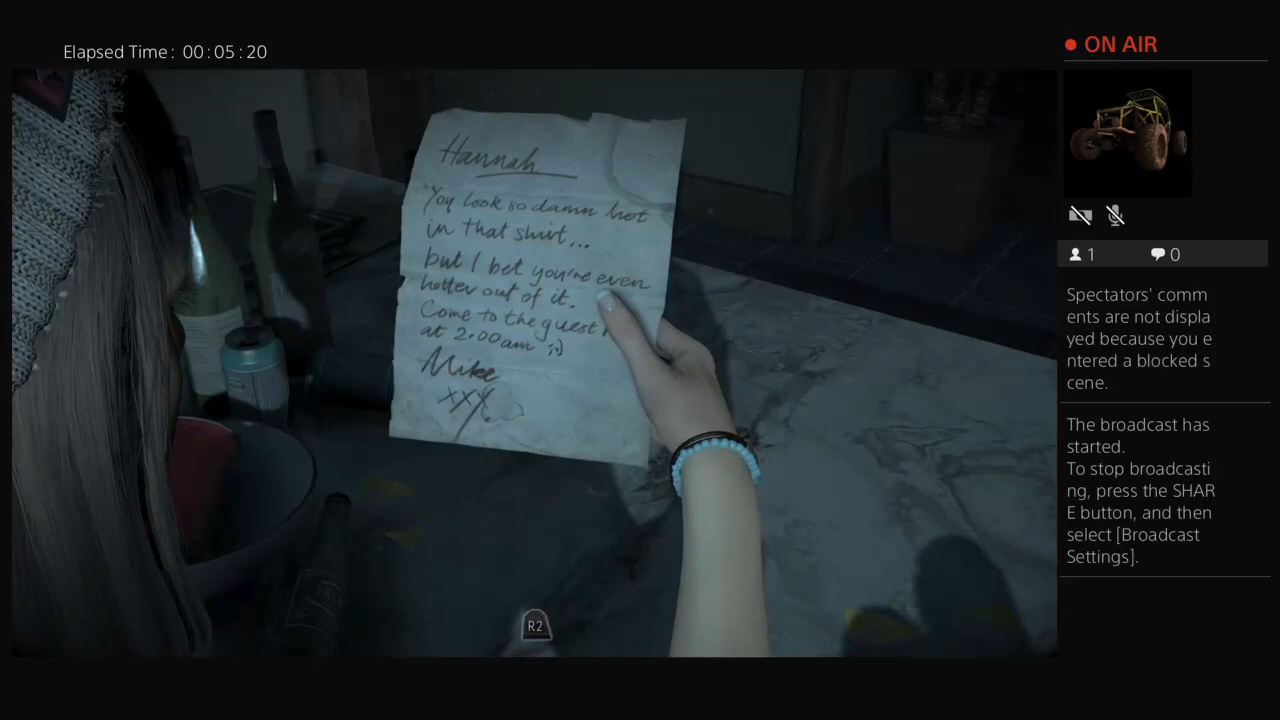 Elapsed Time: 00:05:20
ON AIR
Hannah
You look so damn hot
in that shirt...
but I bet you're even
hotter out of it.
Come to the guest
at 2.00am ;)
Mike
xxx
R2
1
0
Spectators' comm
ents are not displa
yed because you e
ntered a blocked s
cene.
The broadcast has
started.
To stop broadcasti
ng, press the SHAR
E button, and then
select [Broadcast
Settings].